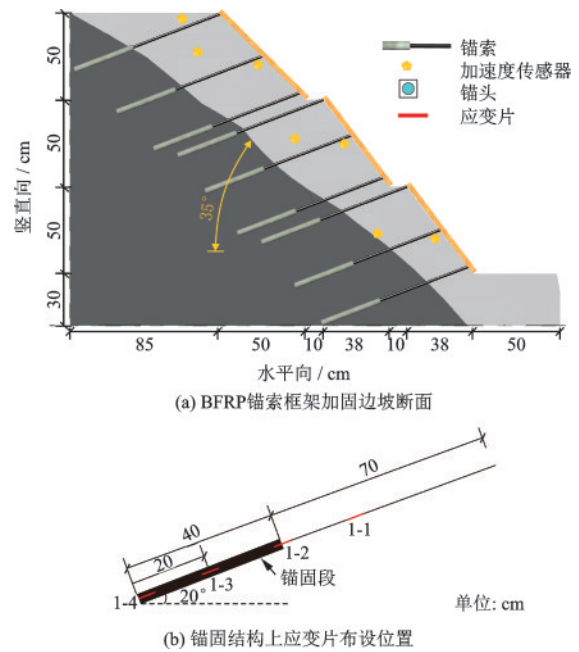 锚索
加速度传感器
锚头
应变片
竖直向 / cm
50
50
50
30
35°
85
50
10
38
10
38
50
水平向 / cm
(a) BFRP锚索框架加固边坡断面
70
40
20
1-1
1-2
1-3
1-4
20°
锚固段
单位: cm
(b) 锚固结构上应变片布设位置